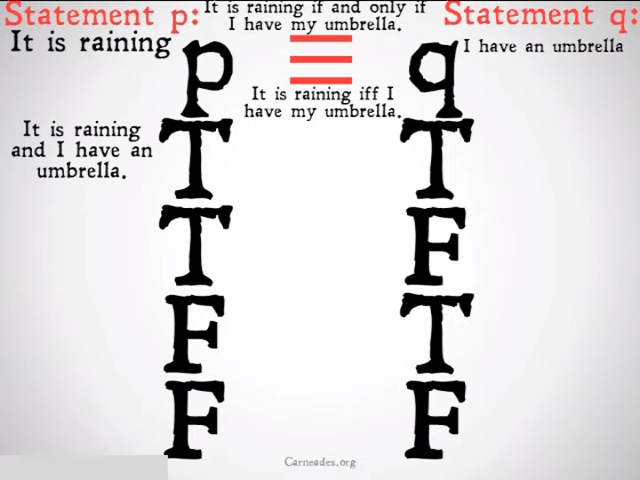 Statement p:
It is raining
It is raining if and only if
I have my umbrella.
≡
It is raining iff I
have my umbrella.
Statement q:
I have an umbrella
p q
It is raining
and I have an
umbrella.
T T
T F
F T
F F
Carneades.org